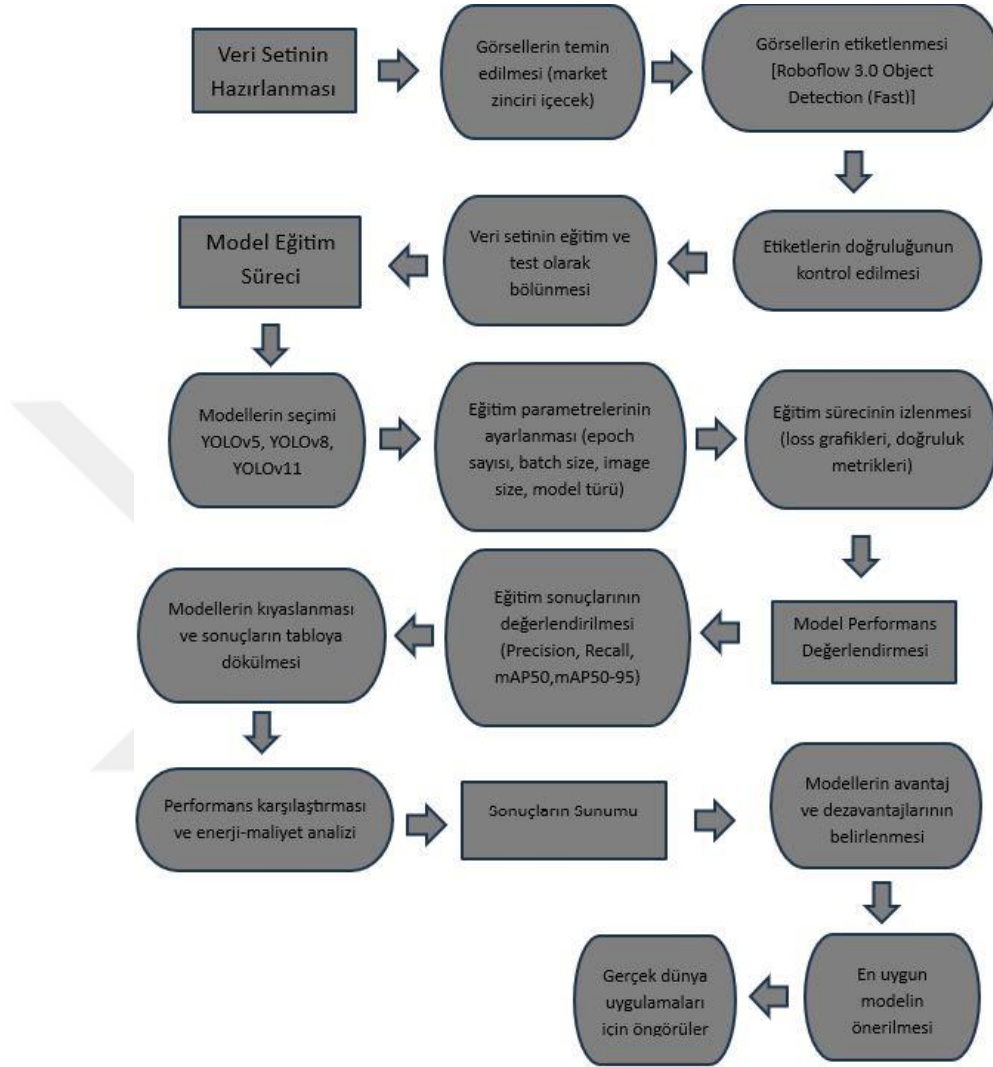 Veri Setinin
Hazırlanması
Görsellerin temin
edilmesi (market
zinciri içecek)
Görsellerin etiketlenmesi
[Roboflow 3.0 Object
Detection (Fast)]
Etiketlerin doğruluğunun
kontrol edilmesi
Veri setinin eğitim ve
test olarak
bölünmesi
Model Eğitim
Süreci
Modellerin seçimi
YOLOv5, YOLOv8,
YOLOv11
Eğitim parametrelerinin
ayarlanması (epoch
sayısı, batch size, image
size, model türü)
Eğitim sürecinin izlenmesi
(loss grafikleri, doğruluk
metrikleri)
Model Performans
Değerlendirmesi
Eğitim sonuçlarının
değerlendirilmesi
(Precision, Recall,
mAP50,mAP50-95)
Modellerin kıyaslanması
ve sonuçların tabloya
dökülmesi
Performans karşılaştırması
ve enerji-maliyet analizi
Sonuçların Sunumu
Modellerin avantaj
ve dezavantajlarının
belirlenmesi
En uygun
modelin
önerilmesi
Gerçek dünya
uygulamaları
için öngörüler